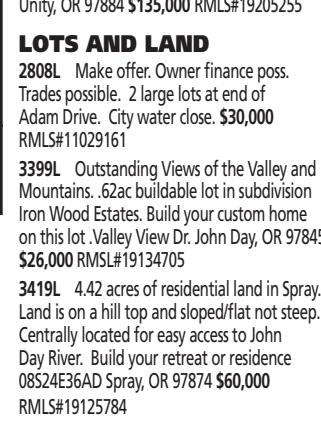 Unity, OR 97884 $135,000 RMLS#19205255
LOTS AND LAND
2808L Make offer. Owner finance poss.
Trades possible. 2 large lots at end of
Adam Drive. City water close. $30,000
RMLS#11029161
3399L Outstanding Views of the Valley and
Mountains. .62ac buildable lot in subdivision
Iron Wood Estates. Build your custom home
on this lot .Valley View Dr. John Day, OR 97845
$26,000 RMSL#19134705
3419L 4.42 acres of residential land in Spray.
Land is on a hill top and sloped/flat not steep.
Centrally located for easy access to John
Day River. Build your retreat or residence
08S24E36AD Spray, OR 97874 $60,000
RMLS#19125784